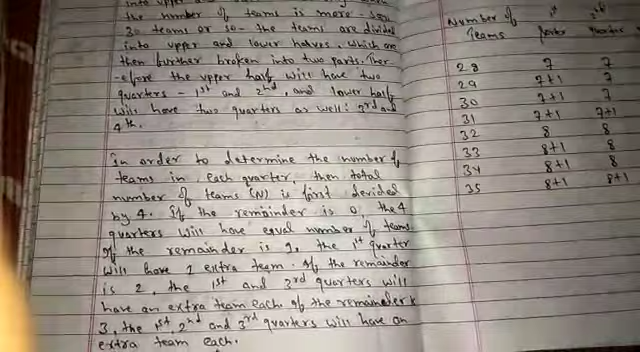 into upper and
the number of teams is more - say
30 teams or so - the teams are divided
into upper and lower halves, which are
then further broken into two parts. Ther
-efore the upper half will have two
quarters - 1st and 2nd, and lower half
will have two quarters as well: 3rd and
4th.
In order to determine the number of
teams in each quarter, then total
number of teams (N) is first devided
by 4. If the remainder is 0, the 4
quarters will have equal number of teams
If the remainder is 1, the 1st quarter
will have 1 extra team. If the remainder
is 2, the 1st and 3rd quarters will
have an extra team each. If the remainder is
3, the 1st, 2nd and 3rd quarters will have an
extra team each.
Number of 1st 2nd
Teams quarter
28 7 7
29 7+1 7
30 7+1 7
31 7+1 7+1
32 8 8
33 8+1 8
34 8+1 8
35 8+1 8+1